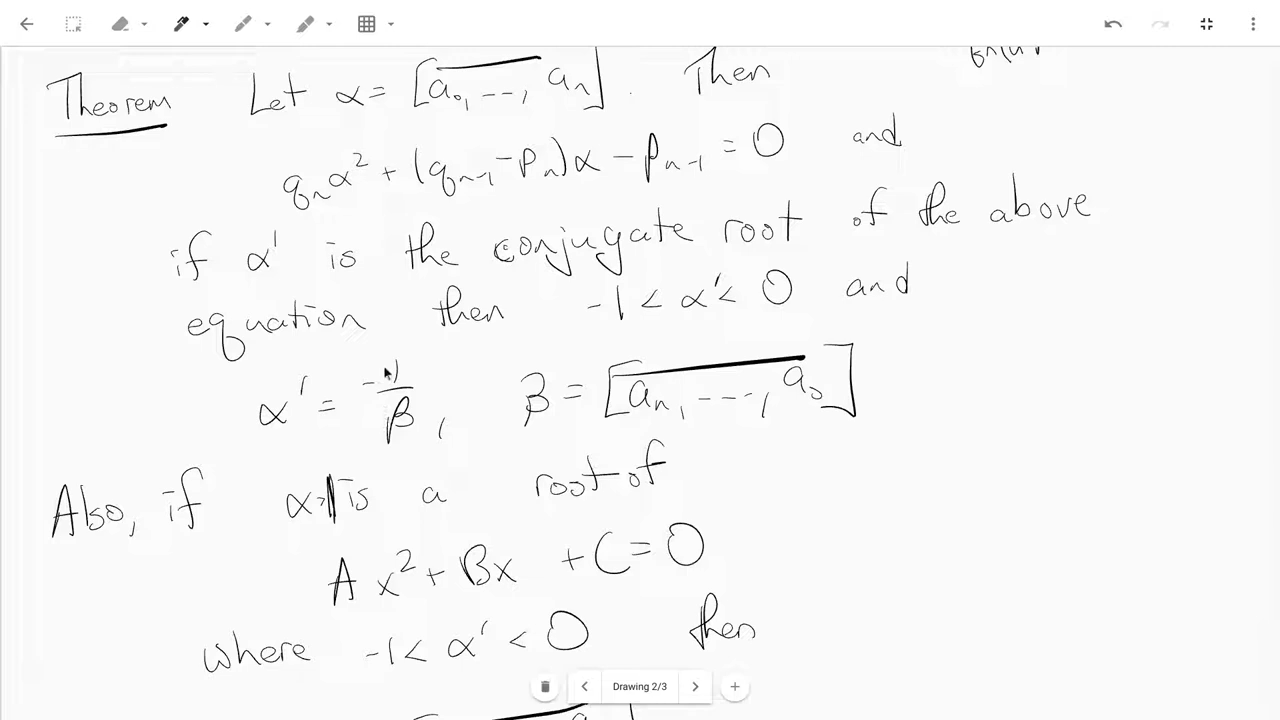 Theorem Let α = [a₀, ---, aₙ]. Then
qₙα² + (qₙ₋₁ - pₙ)α - pₙ₋₁ = 0 and
if α' is the conjugate root of the above
equation then -1 < α' < 0 and
α' = -1/β, β = [aₙ, ---, a₀]
Also, if α>1 is a root of
A x² + Bx + C = 0
where -1 < α' < 0 then
Drawing 2/3